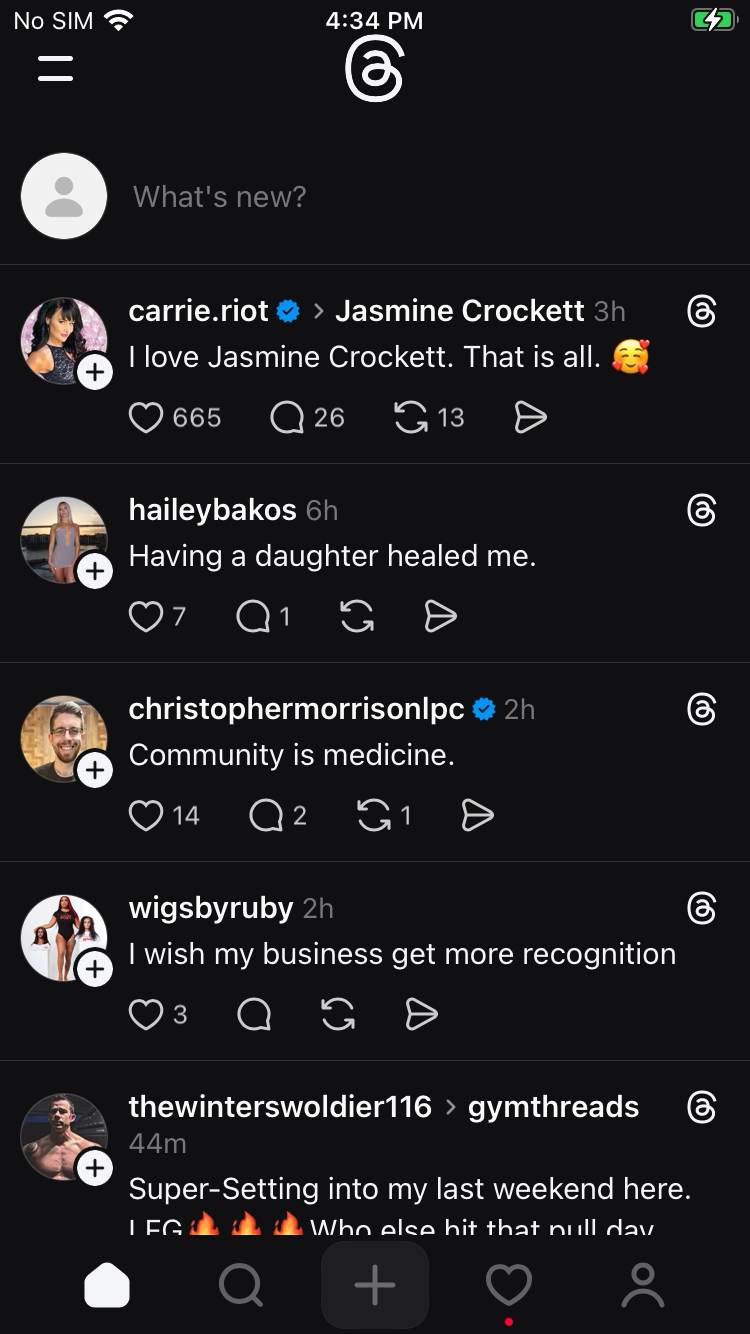 No SIM 4:34 PM
What's new?
carrie.riot > Jasmine Crockett 3h
I love Jasmine Crockett. That is all. 🥰
665 26 13
haileybakos 6h
Having a daughter healed me.
7 1
christophermorrisonlpc 2h
Community is medicine.
14 2 1
wigsbyruby 2h
I wish my business get more recognition
3
thewinterswoldier116 > gymthreads
44m
Super-Setting into my last weekend here.
LFG🔥🔥🔥Who else hit that pull day